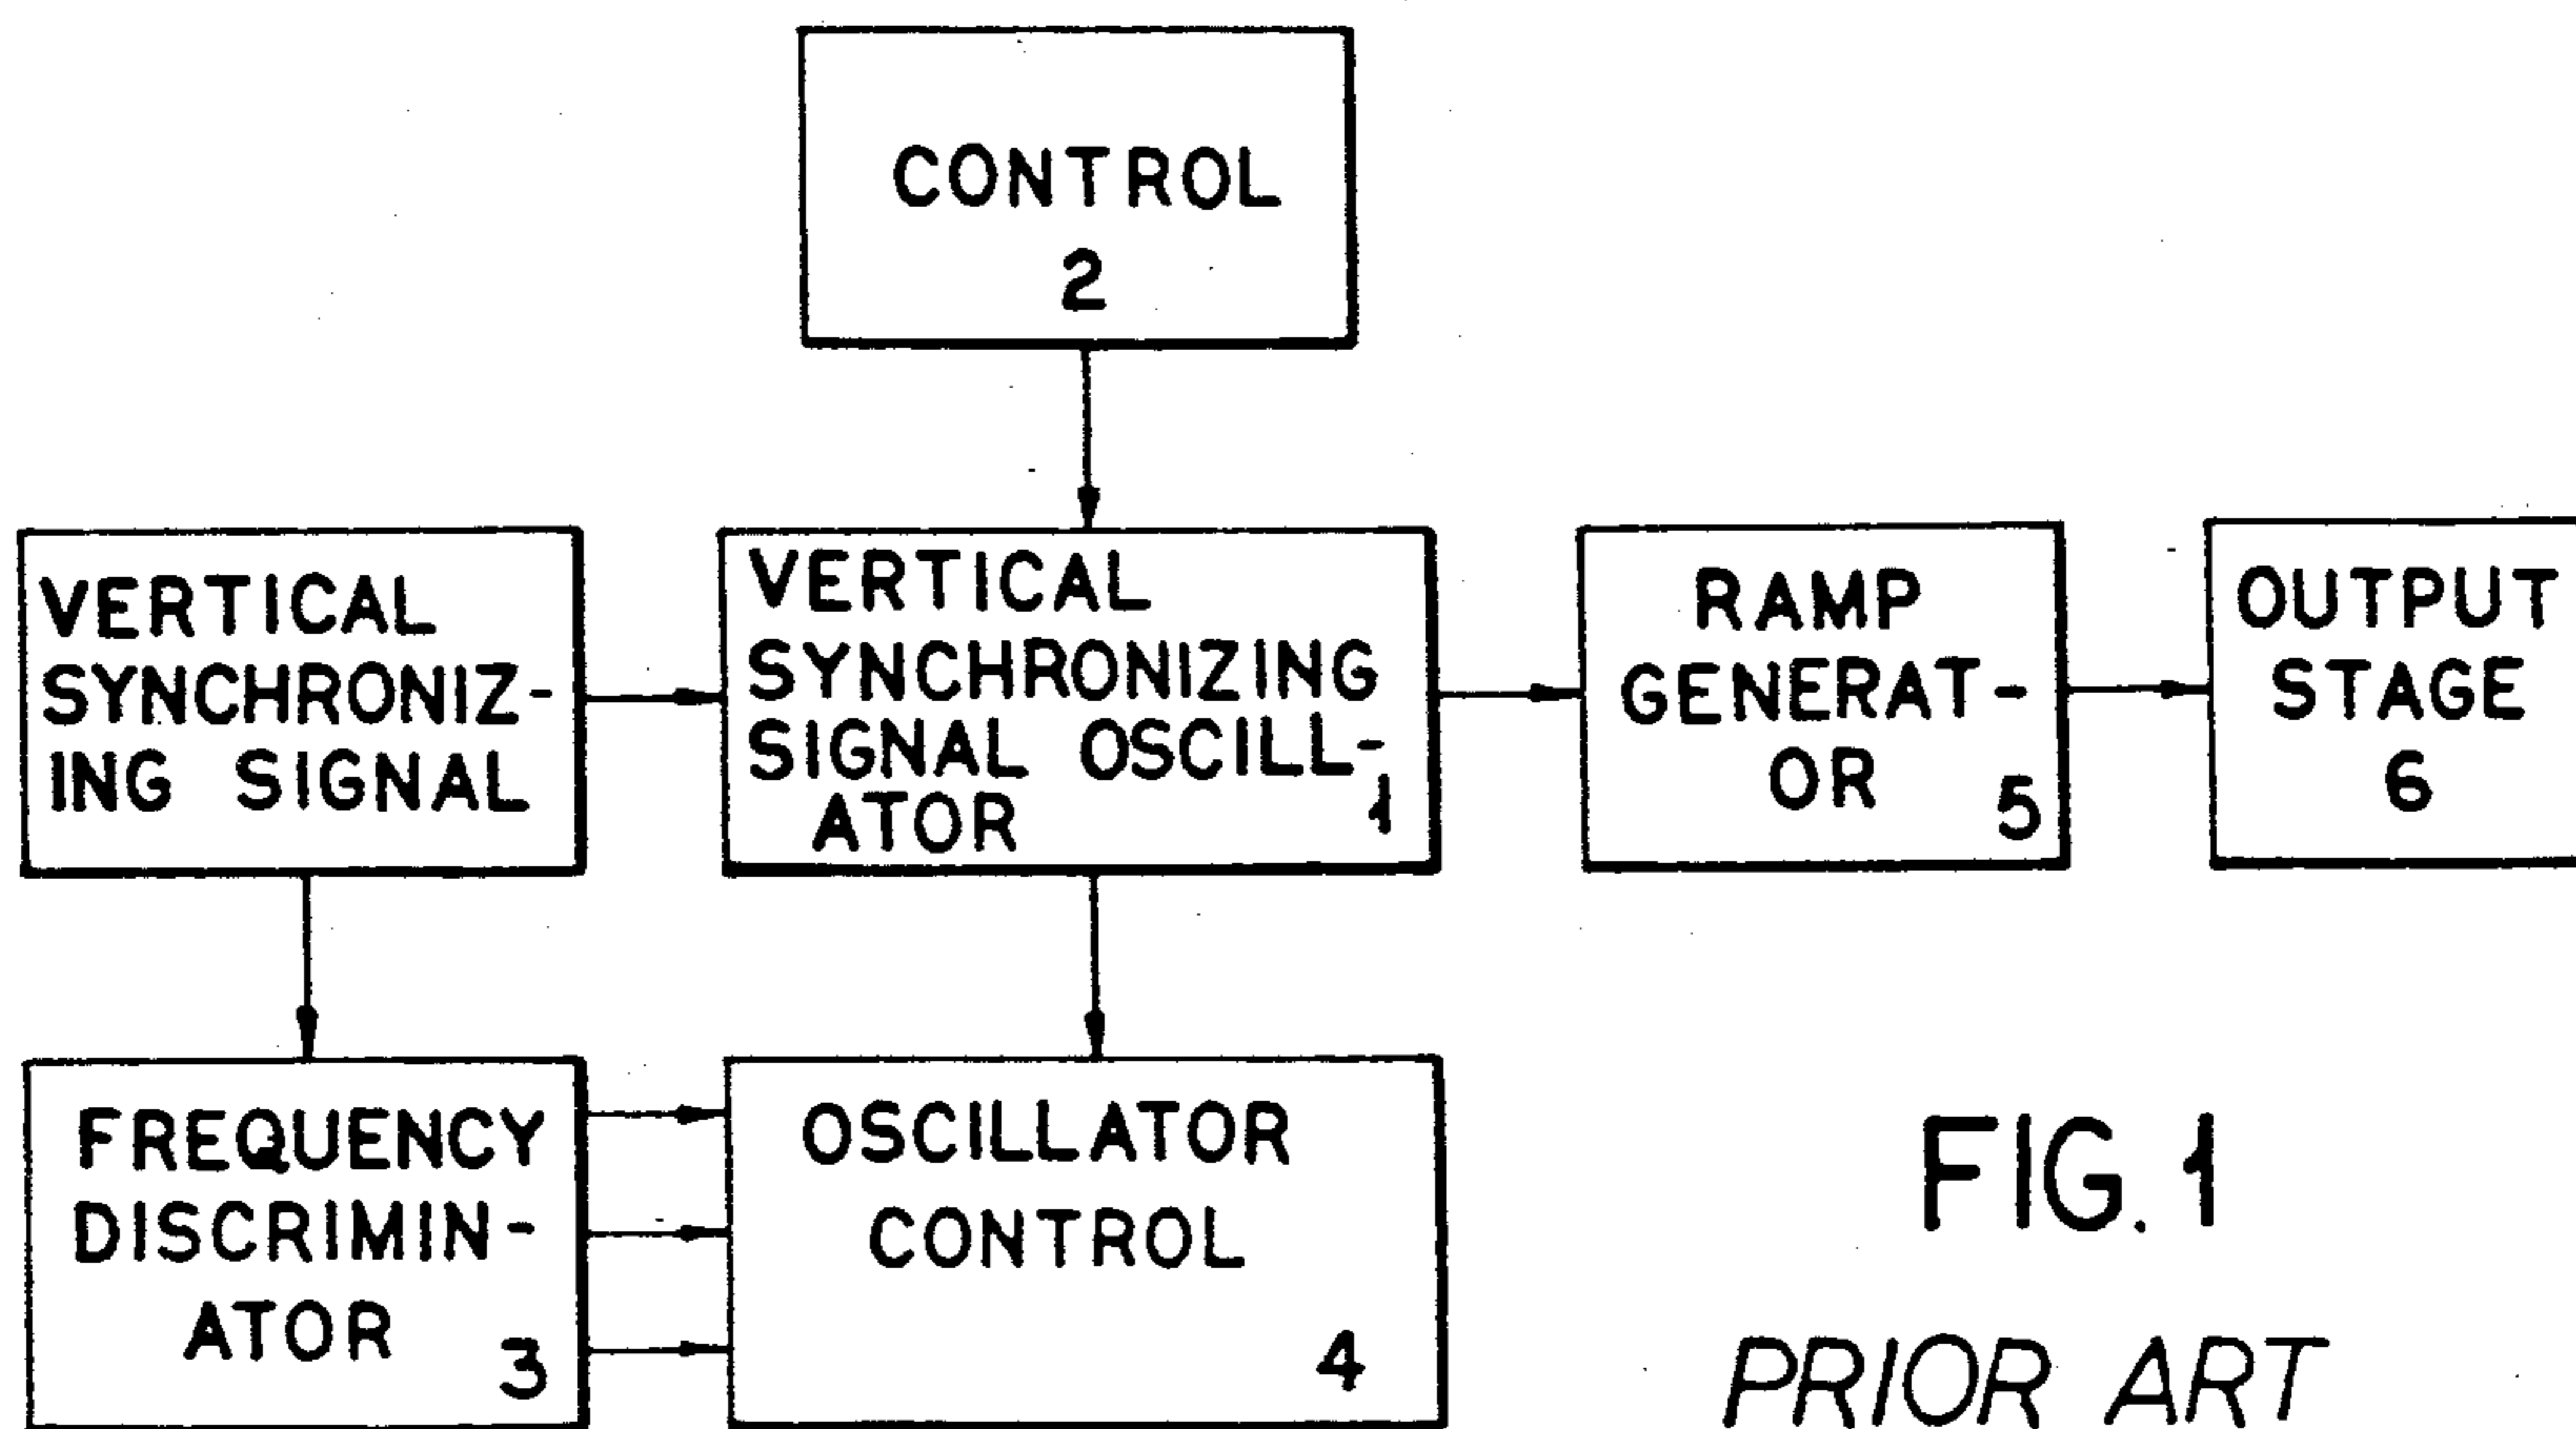 CONTROL
2
VERTICAL
SYNCHRONIZ-
ING SIGNAL
VERTICAL
SYNCHRONIZING
SIGNAL OSCILL-
ATOR 1
RAMP
GENERAT-
OR 5
OUTPUT
STAGE
6
FREQUENCY
DISCRIMIN-
ATOR 3
OSCILLATOR
CONTROL
4
FIG. 1
PRIOR ART